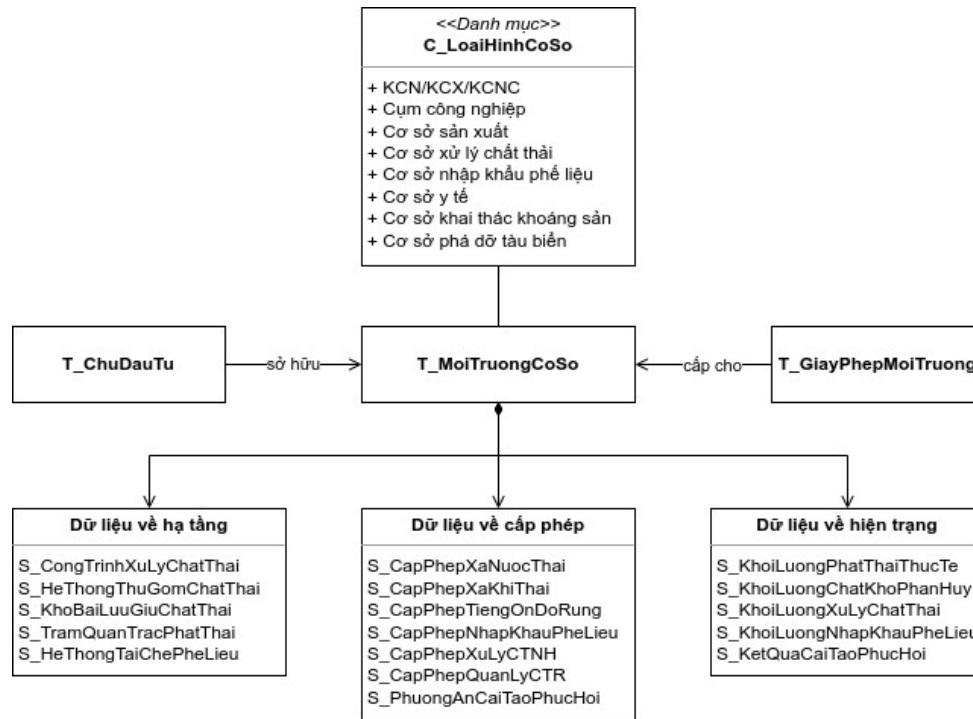 <<Danh mục>>
C_LoaiHinhCoSo
+ KCN/KCX/KCNC
+ Cụm công nghiệp
+ Cơ sở sản xuất
+ Cơ sở xử lý chất thải
+ Cơ sở nhập khẩu phế liệu
+ Cơ sở y tế
+ Cơ sở khai thác khoáng sản
+ Cơ sở phá dỡ tàu biển
T_ChuDauTu
sở hữu
T_MoiTruongCoSo
cấp cho
T_GiayPhepMoiTruong
Dữ liệu về hạ tầng
S_CongTrinhXuLyChatThai
S_HeThongThuGomChatThai
S_KhoBaiLuuGiuChatThai
S_TramQuanTracPhatThai
S_HeThongTaiChePheLieu
Dữ liệu về cấp phép
S_CapPhepXaNuocThai
S_CapPhepXaKhiThai
S_CapPhepTiengOnDoRung
S_CapPhepNhapKhauPheLieu
S_CapPhepXuLyCTNH
S_CapPhepQuanLyCTR
S_PhuongAnCaiTaoPhucHoi
Dữ liệu về hiện trạng
S_KhoiLuongPhatThaiThucTe
S_KhoiLuongChatKhoPhanHuy
S_KhoiLuongXuLyChatThai
S_KhoiLuongNhapKhauPheLieu
S_KetQuaCaiTaoPhucHoi